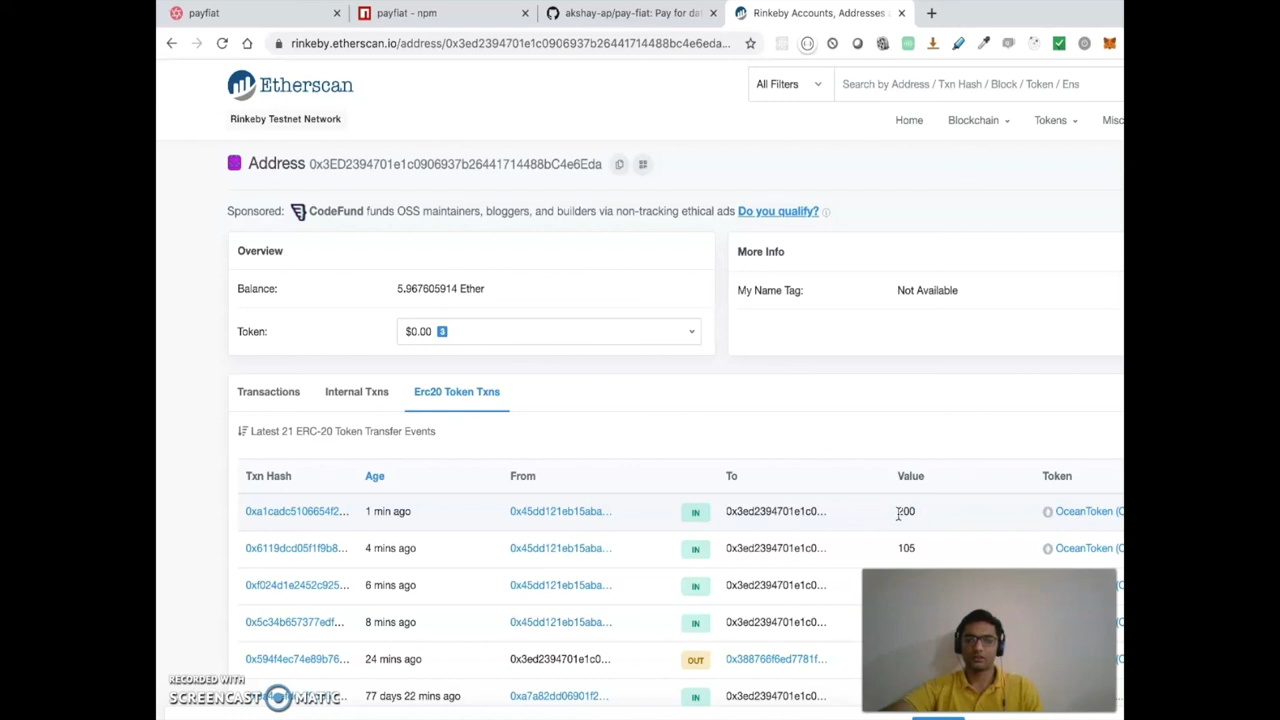 payfiat
payfiat - npm
akshay-ap/pay-fiat: Pay for dat
Rinkeby Accounts, Addresses
rinkeby.etherscan.io/address/0x3ed2394701e1c0906937b26441714488bc4e6eda...
Etherscan
All Filters
Search by Address / Txn Hash / Block / Token / Ens
Rinkeby Testnet Network
Home
Blockchain
Tokens
Misc
Address 0x3ED2394701e1c0906937b26441714488bC4e6Eda
Sponsored: CodeFund funds OSS maintainers, bloggers, and builders via non-tracking ethical ads Do you qualify?
Overview
More Info
Balance: 5.967605914 Ether
My Name Tag: Not Available
Token: $0.00 3
Transactions
Internal Txns
Erc20 Token Txns
Latest 21 ERC-20 Token Transfer Events
Txn Hash Age From To Value Token
0xa1cadc5106654f2... 1 min ago 0x45dd121eb15aba... IN 0x3ed2394701e1c0... OceanToken (
0x6119dcd05f1f9b8... 4 mins ago 0x45dd121eb15aba... IN 0x3ed2394701e1c0... 105 OceanToken (
0xf024d1e2452c925... 6 mins ago 0x45dd121eb15aba... IN 0x3ed2394701e1c0...
0x5c34b657377edf... 8 mins ago 0x45dd121eb15aba... IN 0x3ed2394701e1c0...
0x594f4ec74e89b76... 24 mins ago 0x3ed2394701e1c0... OUT 0x388766f6ed7781f...
77 days 22 mins ago 0xa7a82dd06901f2... IN 0x3ed2394701e1c0...
RECORDED WITH
SCREENCAST MATIC